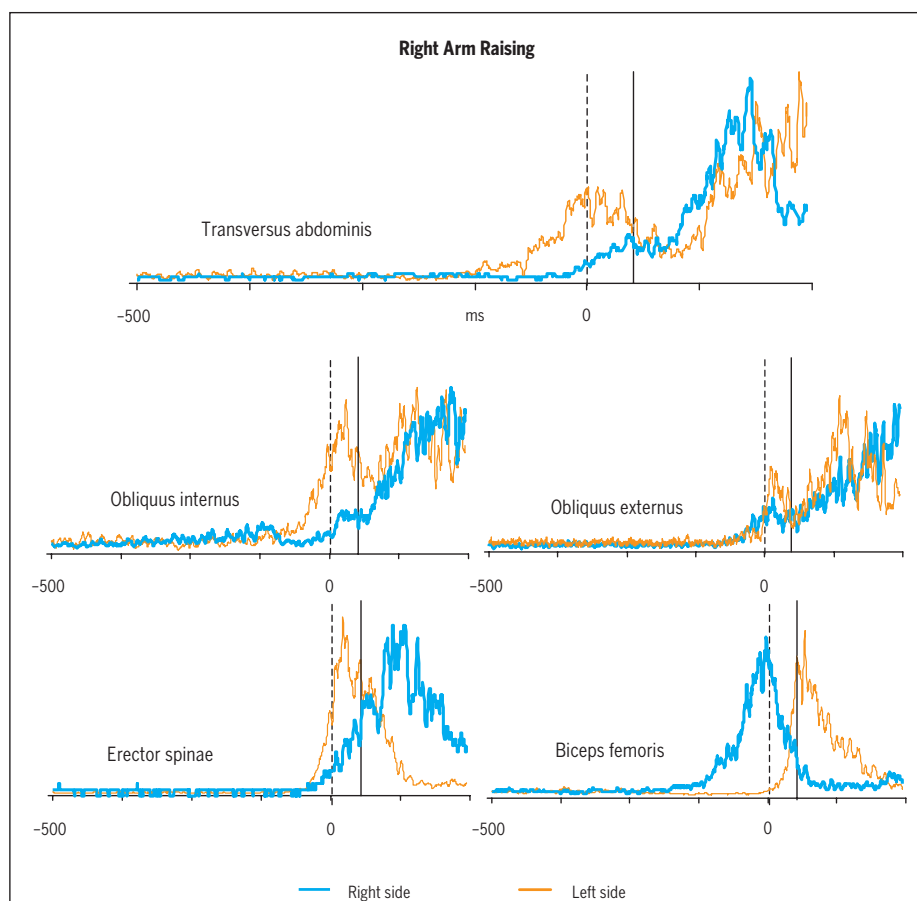 Right Arm Raising
Transversus abdominis
–500 ms 0
Obliquus internus
Obliquus externus
–500 0
–500 0
Erector spinae
Biceps femoris
–500 0
–500 0
Right side Left side